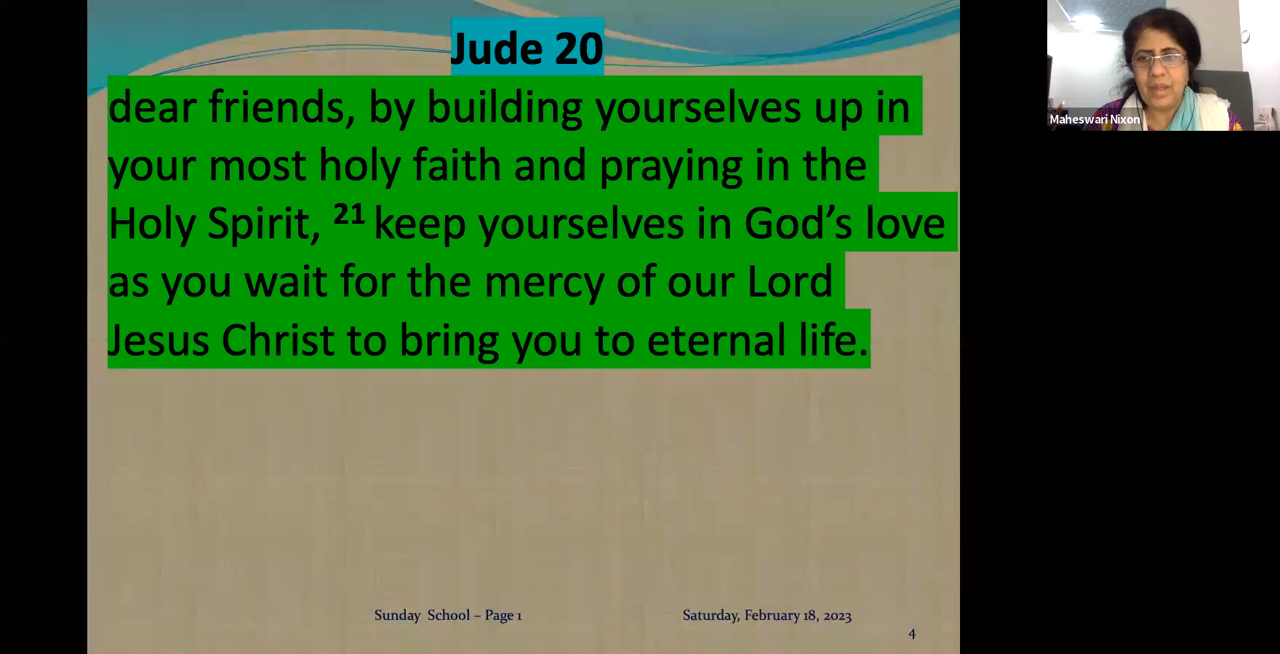 Jude 20
dear friends, by building yourselves up in
your most holy faith and praying in the
Holy Spirit, 21 keep yourselves in God’s love
as you wait for the mercy of our Lord
Jesus Christ to bring you to eternal life.
Sunday School – Page 1
Saturday, February 18, 2023
4
Maheswari Nixon